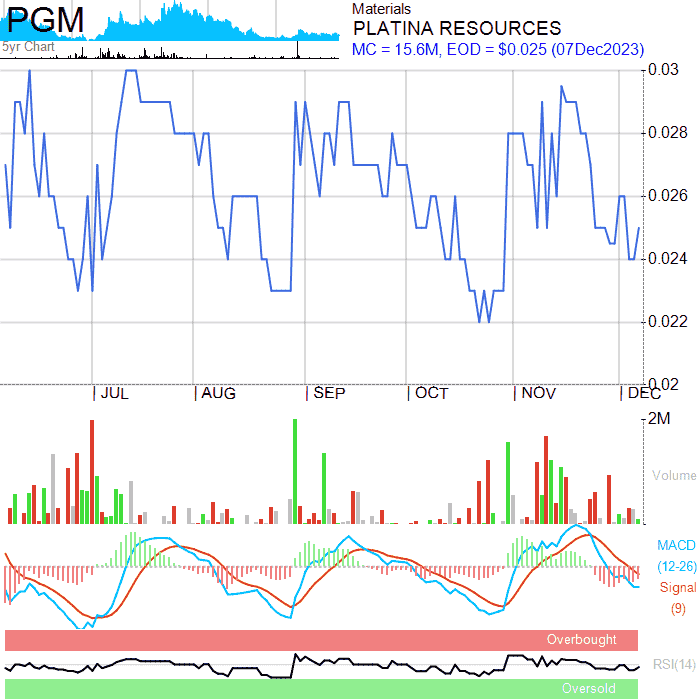 PGM
5yr Chart
Materials
PLATINA RESOURCES
MC = 15.6M, EOD = $0.025 (07Dec2023)
0.03
0.028
0.026
0.024
0.022
0.02
JUL AUG SEP OCT NOV DEC
2M
Volume
MACD
(12-26)
Signal
(9)
Overbought
RSI(14)
Oversold